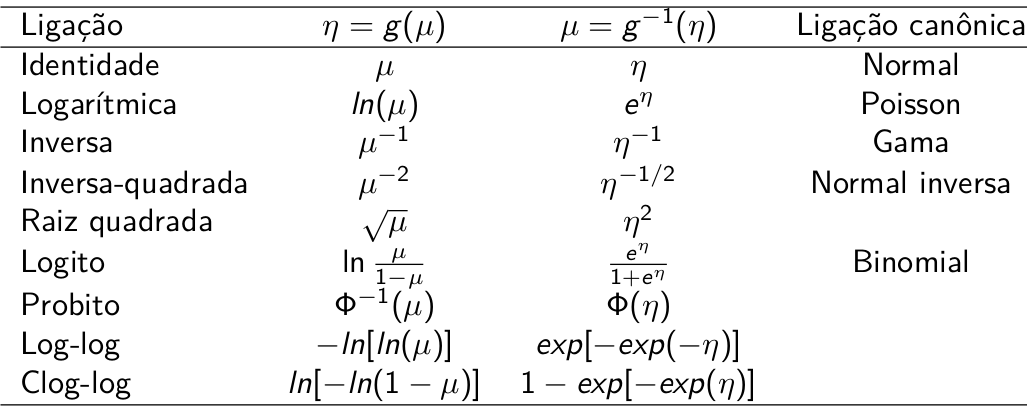 Ligação η = g(μ) μ = g⁻¹(η) Ligação canônica
Identidade μ η Normal
Logarítmica ln(μ) e^η Poisson
Inversa μ⁻¹ η⁻¹ Gama
Inversa-quadrada μ⁻² η^−1/2 Normal inversa
Raiz quadrada √μ η²
Logito ln μ/(1−μ) e^η/(1+e^η) Binomial
Probito Φ⁻¹(μ) Φ(η)
Log-log −ln[ln(μ)] exp[−exp(−η)]
Clog-log ln[−ln(1 − μ)] 1 − exp[−exp(η)]